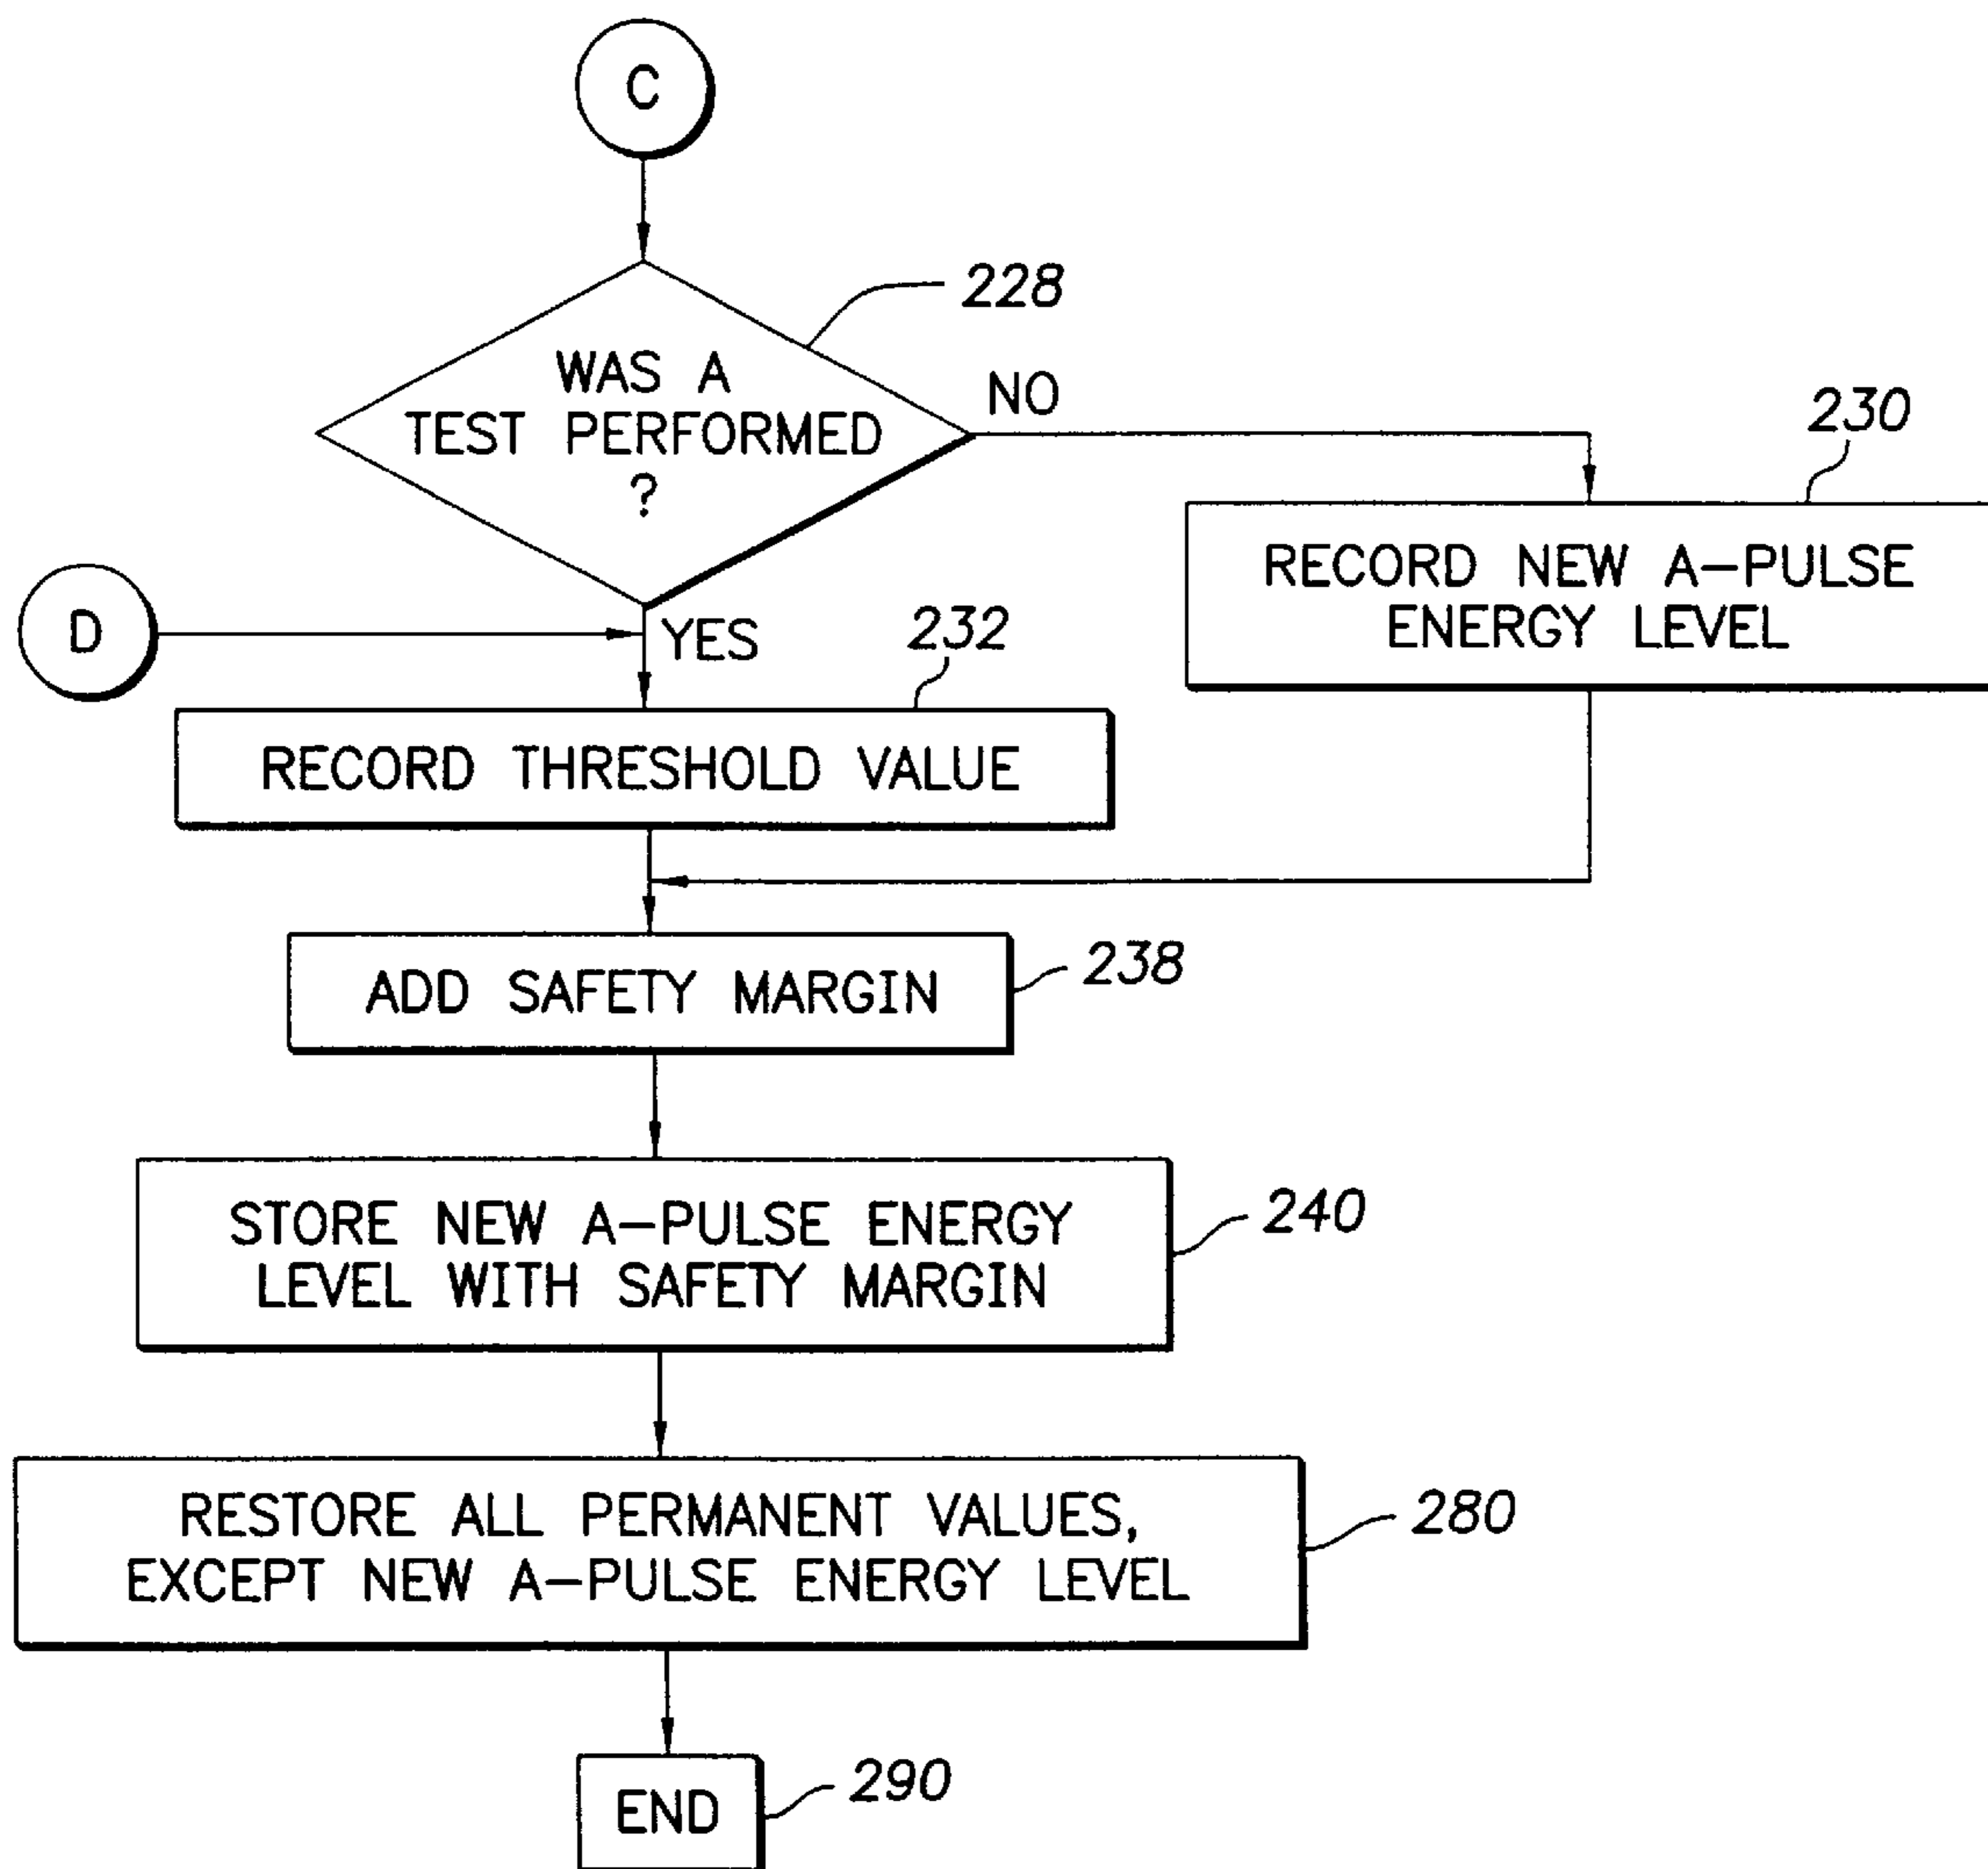 C
228
WAS A
TEST PERFORMED
?
NO
230
RECORD NEW A-PULSE
ENERGY LEVEL
D
YES
232
RECORD THRESHOLD VALUE
ADD SAFETY MARGIN
238
STORE NEW A-PULSE ENERGY
LEVEL WITH SAFETY MARGIN
240
RESTORE ALL PERMANENT VALUES,
EXCEPT NEW A-PULSE ENERGY LEVEL
280
END
290